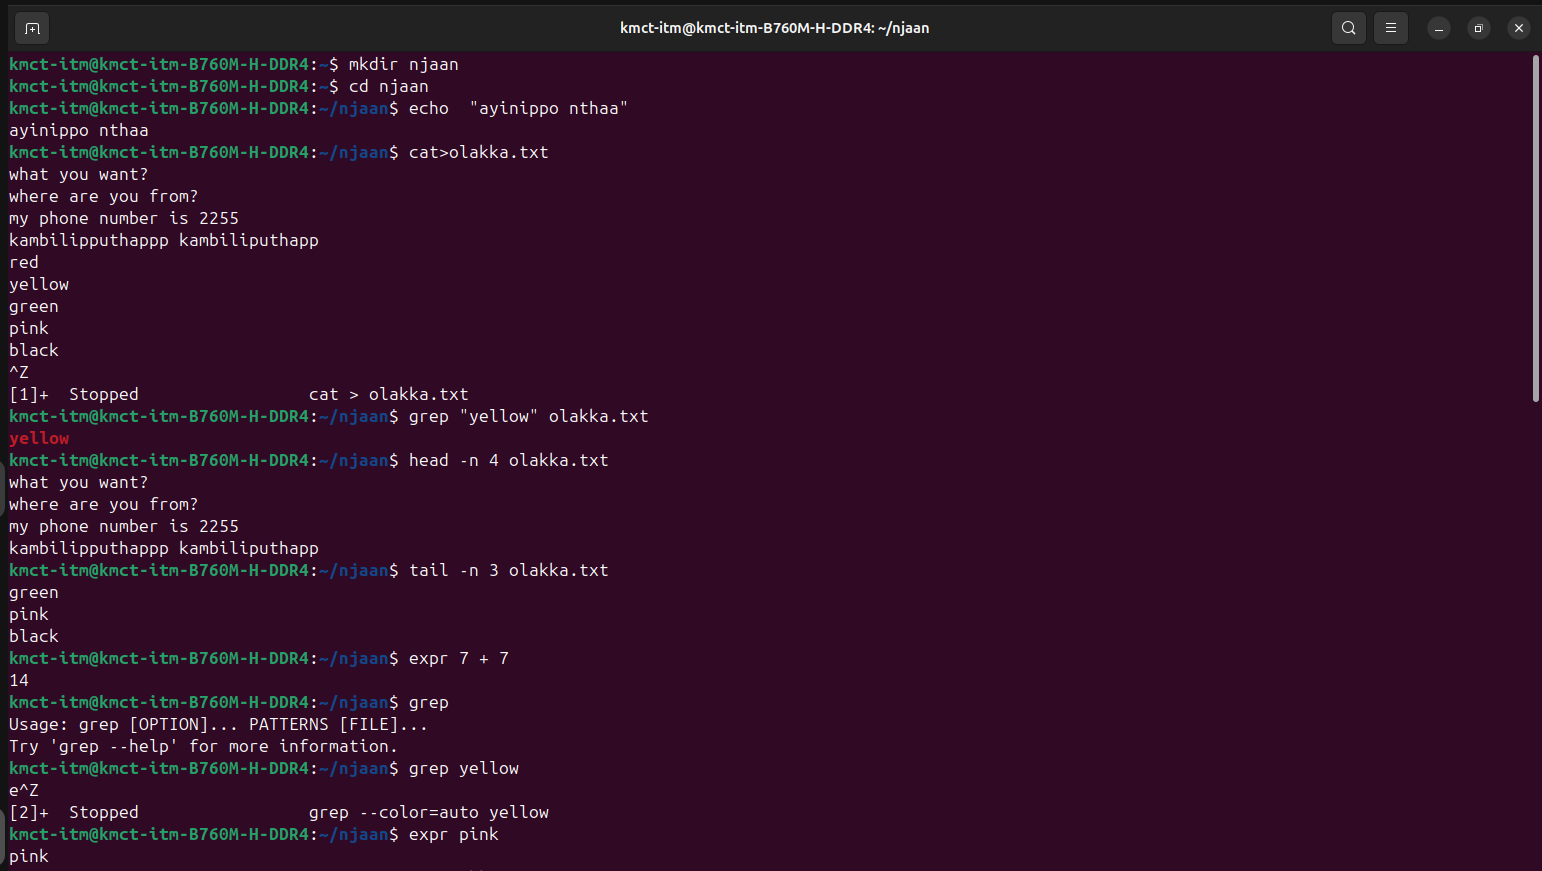 kmct-itm@kmct-itm-B760M-H-DDR4: ~/njaan
kmct-itm@kmct-itm-B760M-H-DDR4:~$ mkdir njaan
kmct-itm@kmct-itm-B760M-H-DDR4:~$ cd njaan
kmct-itm@kmct-itm-B760M-H-DDR4:~/njaan$ echo  "ayinippo nthaa"
ayinippo nthaa
kmct-itm@kmct-itm-B760M-H-DDR4:~/njaan$ cat>olakka.txt
what you want?
where are you from?
my phone number is 2255
kambilipputhappp kambiliputhapp
red
yellow
green
pink
black
^Z
[1]+  Stopped                 cat > olakka.txt
kmct-itm@kmct-itm-B760M-H-DDR4:~/njaan$ grep "yellow" olakka.txt
yellow
kmct-itm@kmct-itm-B760M-H-DDR4:~/njaan$ head -n 4 olakka.txt
what you want?
where are you from?
my phone number is 2255
kambilipputhappp kambiliputhapp
kmct-itm@kmct-itm-B760M-H-DDR4:~/njaan$ tail -n 3 olakka.txt
green
pink
black
kmct-itm@kmct-itm-B760M-H-DDR4:~/njaan$ expr 7 + 7
14
kmct-itm@kmct-itm-B760M-H-DDR4:~/njaan$ grep
Usage: grep [OPTION]... PATTERNS [FILE]...
Try 'grep --help' for more information.
kmct-itm@kmct-itm-B760M-H-DDR4:~/njaan$ grep yellow
e^Z
[2]+  Stopped                 grep --color=auto yellow
kmct-itm@kmct-itm-B760M-H-DDR4:~/njaan$ expr pink
pink